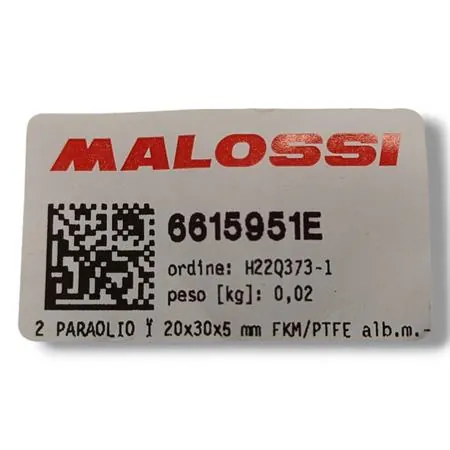 MALOSSI
6615951E
ordine: H22Q373-1
peso [kg]: 0,02
2 PARAOLIO 20x30x5 mm FKM/PTFE alb.m.-